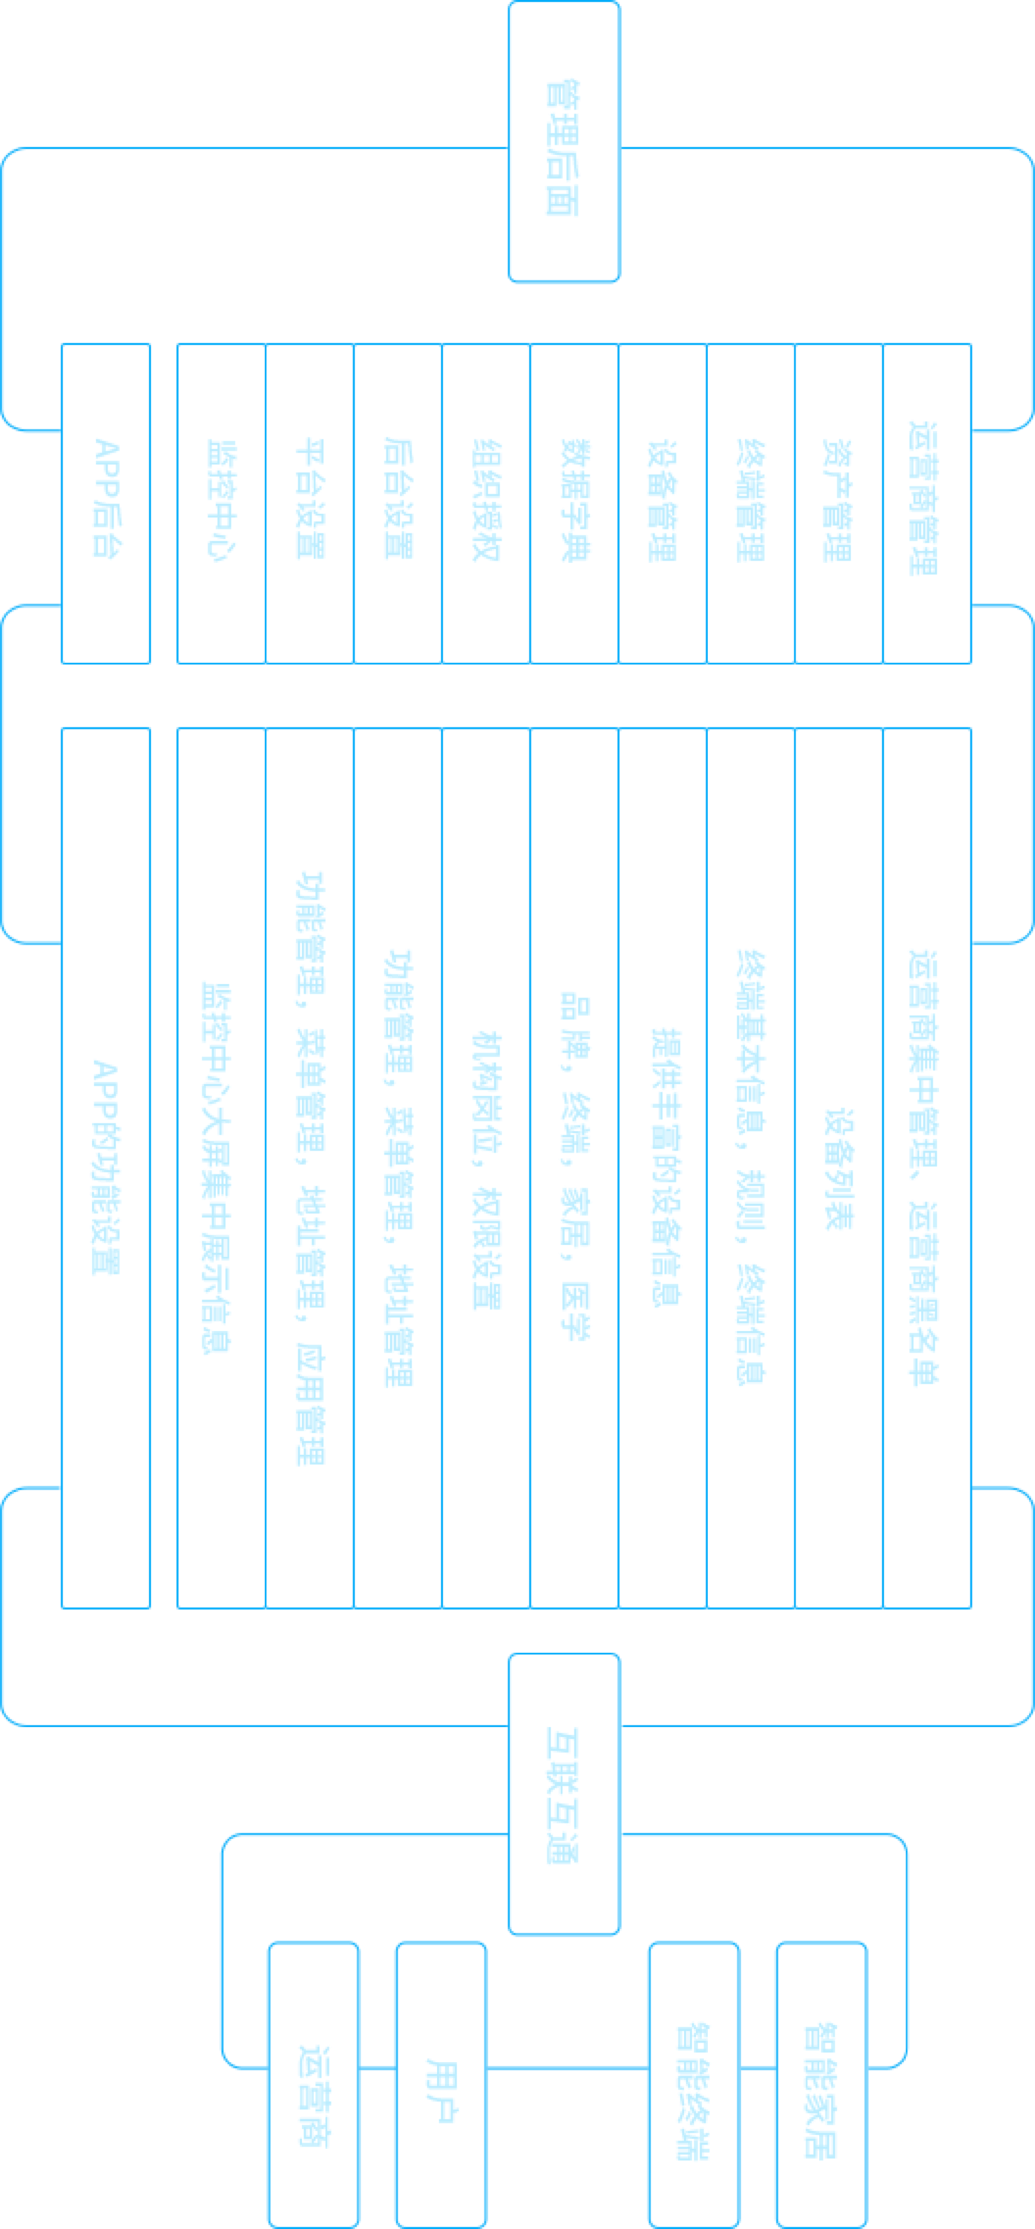 管理后面
运营商管理
资产管理
终端管理
设备管理
数据字典
组织授权
后台设置
平台设置
监控中心
APP后台
运营商集中管理、运营商黑名单
设备列表
终端基本信息，规则，终端信息
提供丰富的设备信息
品 牌，终端，家居，医学
机构岗位，权限设置
功能管理，菜单管理，地址管理
功能管理，菜单管理，地址管理，应用管理
监控中心大屏集中展示信息
APP的功能设置
互联互通
智能家居
智能终端
用户
运营商